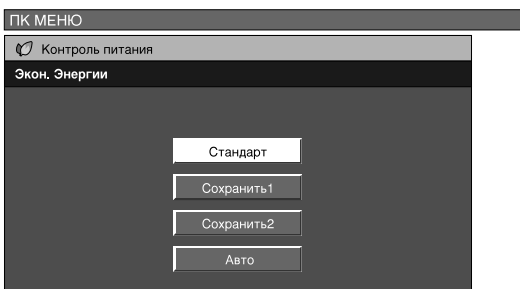 ПК МЕНЮ
Контроль питания
Экон. Энергии
Стандарт
Сохранить1
Сохранить2
Авто